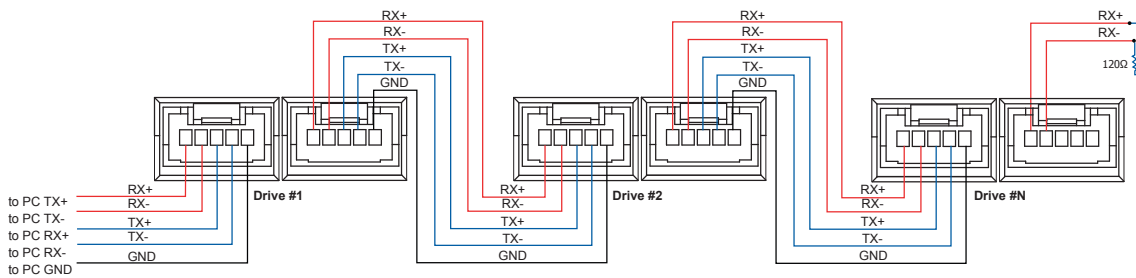 RX+
RX-
TX+
TX-
GND
RX+
RX-
TX+
TX-
GND
RX+
RX-
120Ω
Drive #1
Drive #2
Drive #N
to PC TX+
to PC TX-
to PC RX+
to PC RX-
to PC GND
RX+
RX-
TX+
TX-
GND
RX+
RX-
TX+
TX-
GND
RX+
RX-
TX+
TX-
GND